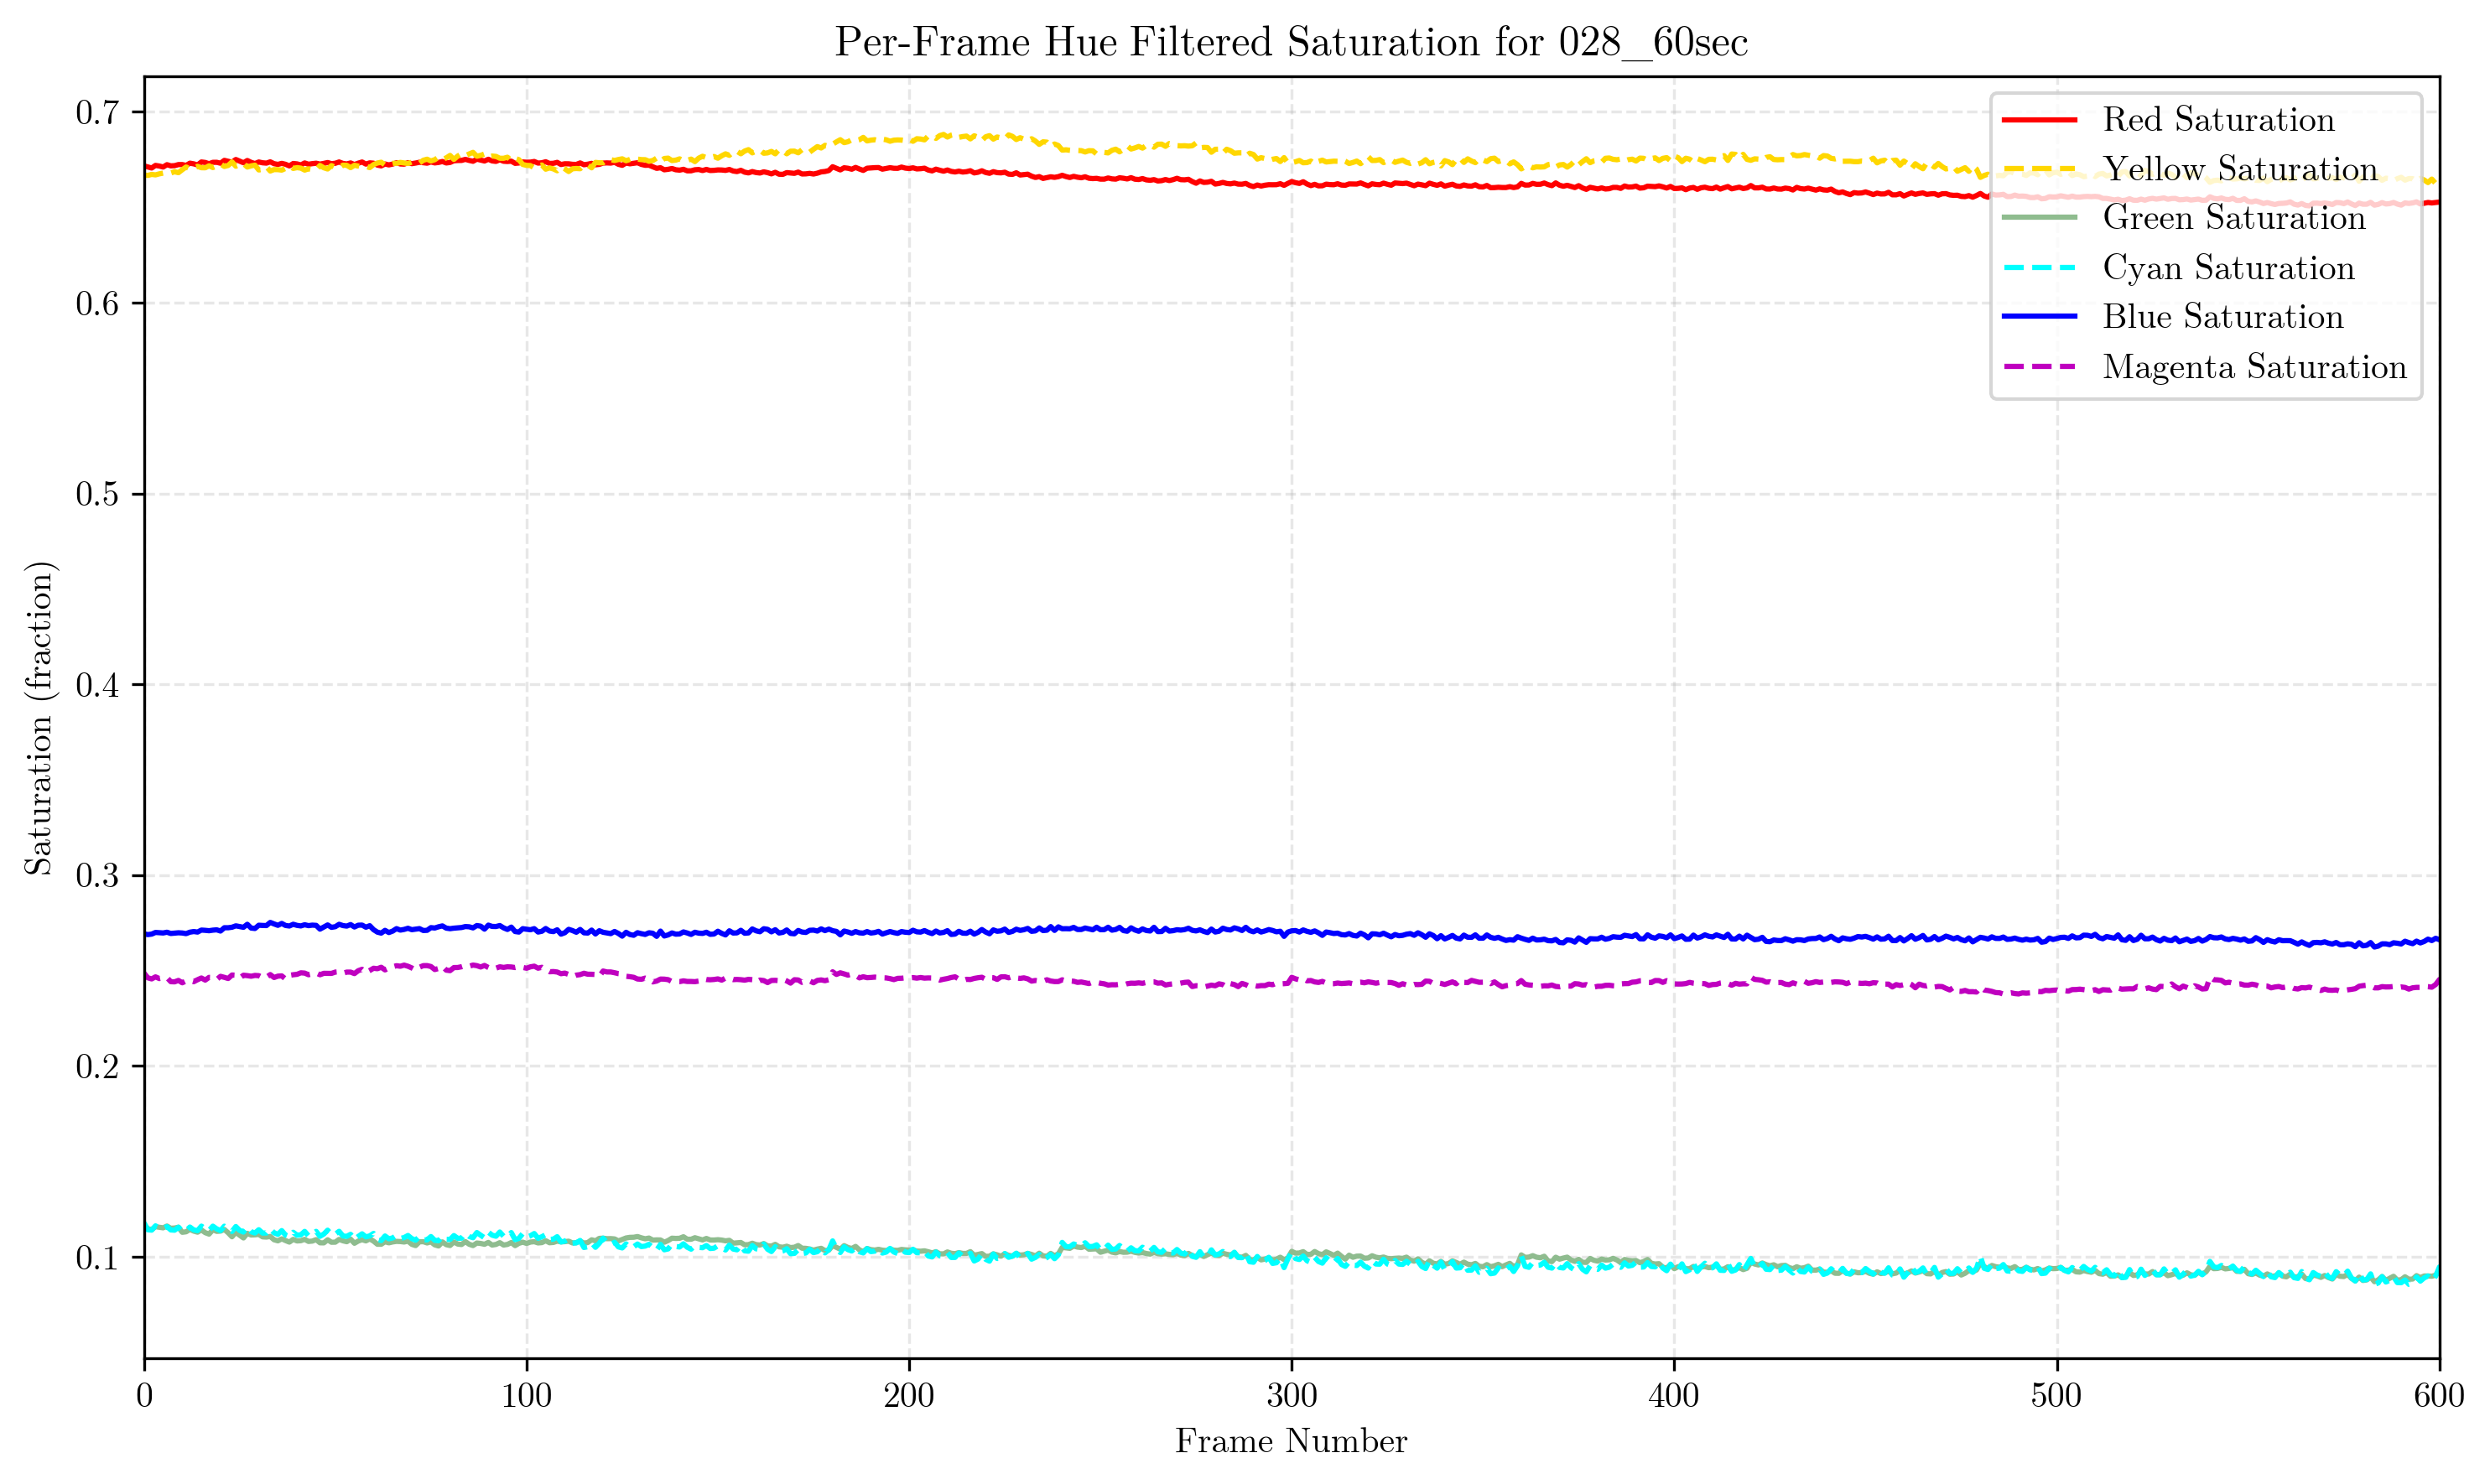 Per-Frame Hue Filtered Saturation for 028_60sec
0.7
0.6
0.5
0.4
0.3
0.2
0.1
Saturation (fraction)
Red Saturation
Yellow Saturation
Green Saturation
Cyan Saturation
Blue Saturation
Magenta Saturation
0 100 200 300 400 500 600
Frame Number